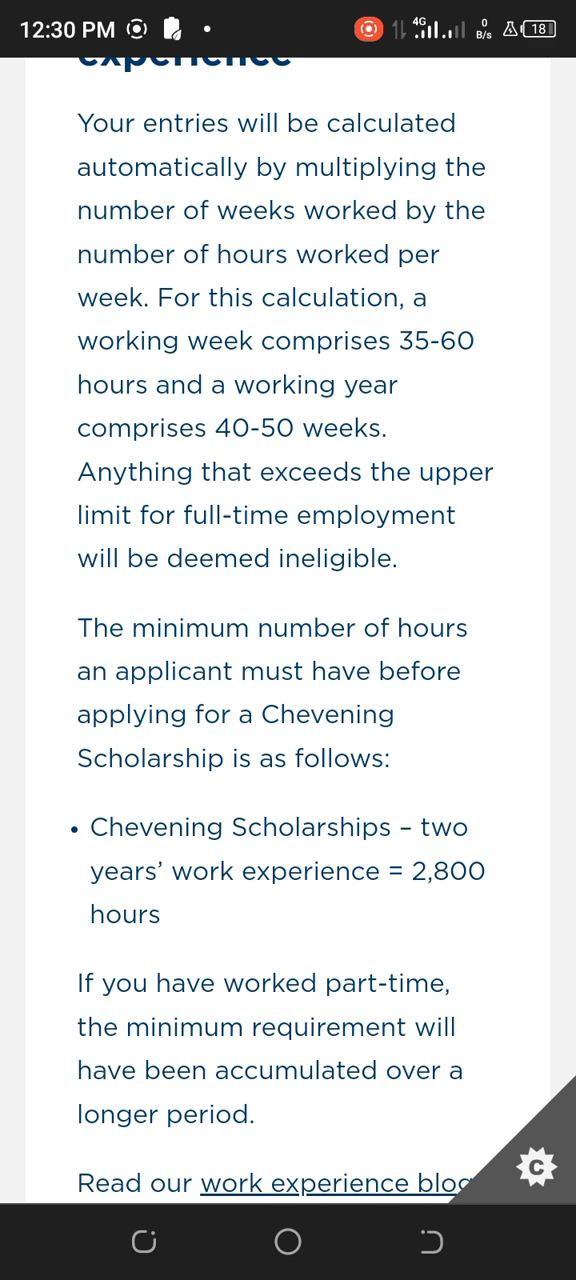 12:30 PM 4G 0 B/s 18
experience
Your entries will be calculated
automatically by multiplying the
number of weeks worked by the
number of hours worked per
week. For this calculation, a
working week comprises 35-60
hours and a working year
comprises 40-50 weeks.
Anything that exceeds the upper
limit for full-time employment
will be deemed ineligible.
The minimum number of hours
an applicant must have before
applying for a Chevening
Scholarship is as follows:
• Chevening Scholarships – two
years’ work experience = 2,800
hours
If you have worked part-time,
the minimum requirement will
have been accumulated over a
longer period.
Read our work experience blog
C